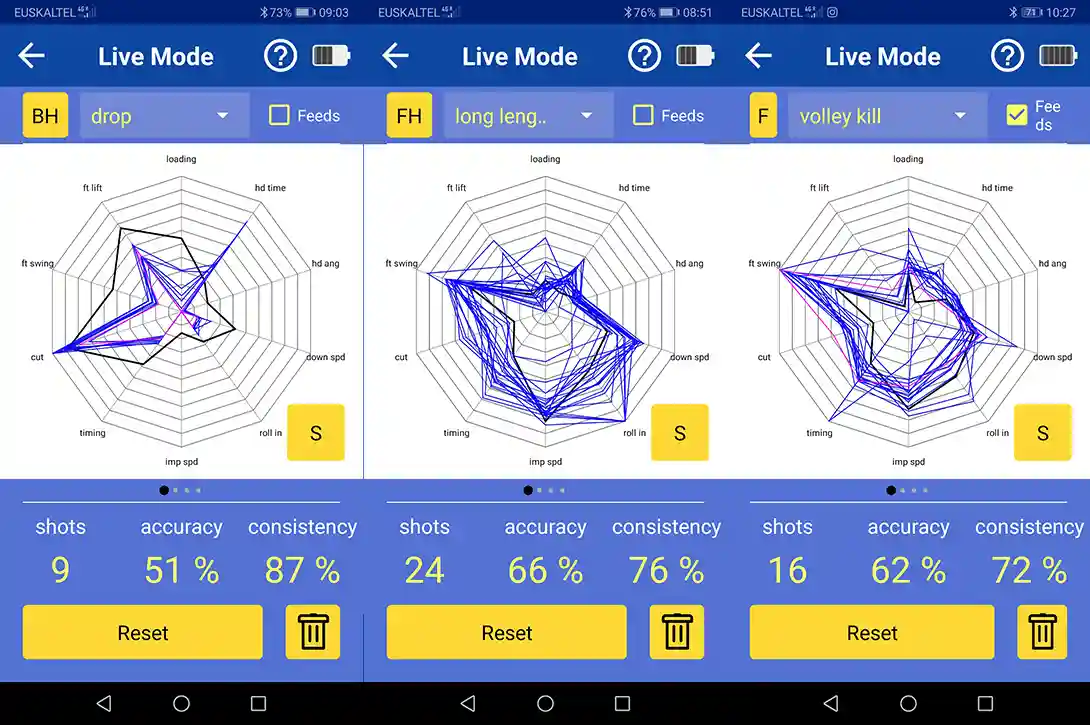 EUSKALTEL 73% 09:03
Live Mode ?
BH drop Feeds
loading
ft lift hd time
ft swing hd ang
cut down spd
timing roll in
imp spd
S
shots accuracy consistency
9 51 % 87 %
Reset
EUSKALTEL 76% 08:51
Live Mode ?
FH long leng.. Feeds
loading
ft lift hd time
ft swing hd ang
cut down spd
timing roll in
imp spd
S
shots accuracy consistency
24 66 % 76 %
Reset
EUSKALTEL 71 10:27
Live Mode ?
F volley kill Fee
ds
loading
ft lift hd time
ft swing hd ang
cut down spd
timing roll in
imp spd
S
shots accuracy consistency
16 62 % 72 %
Reset